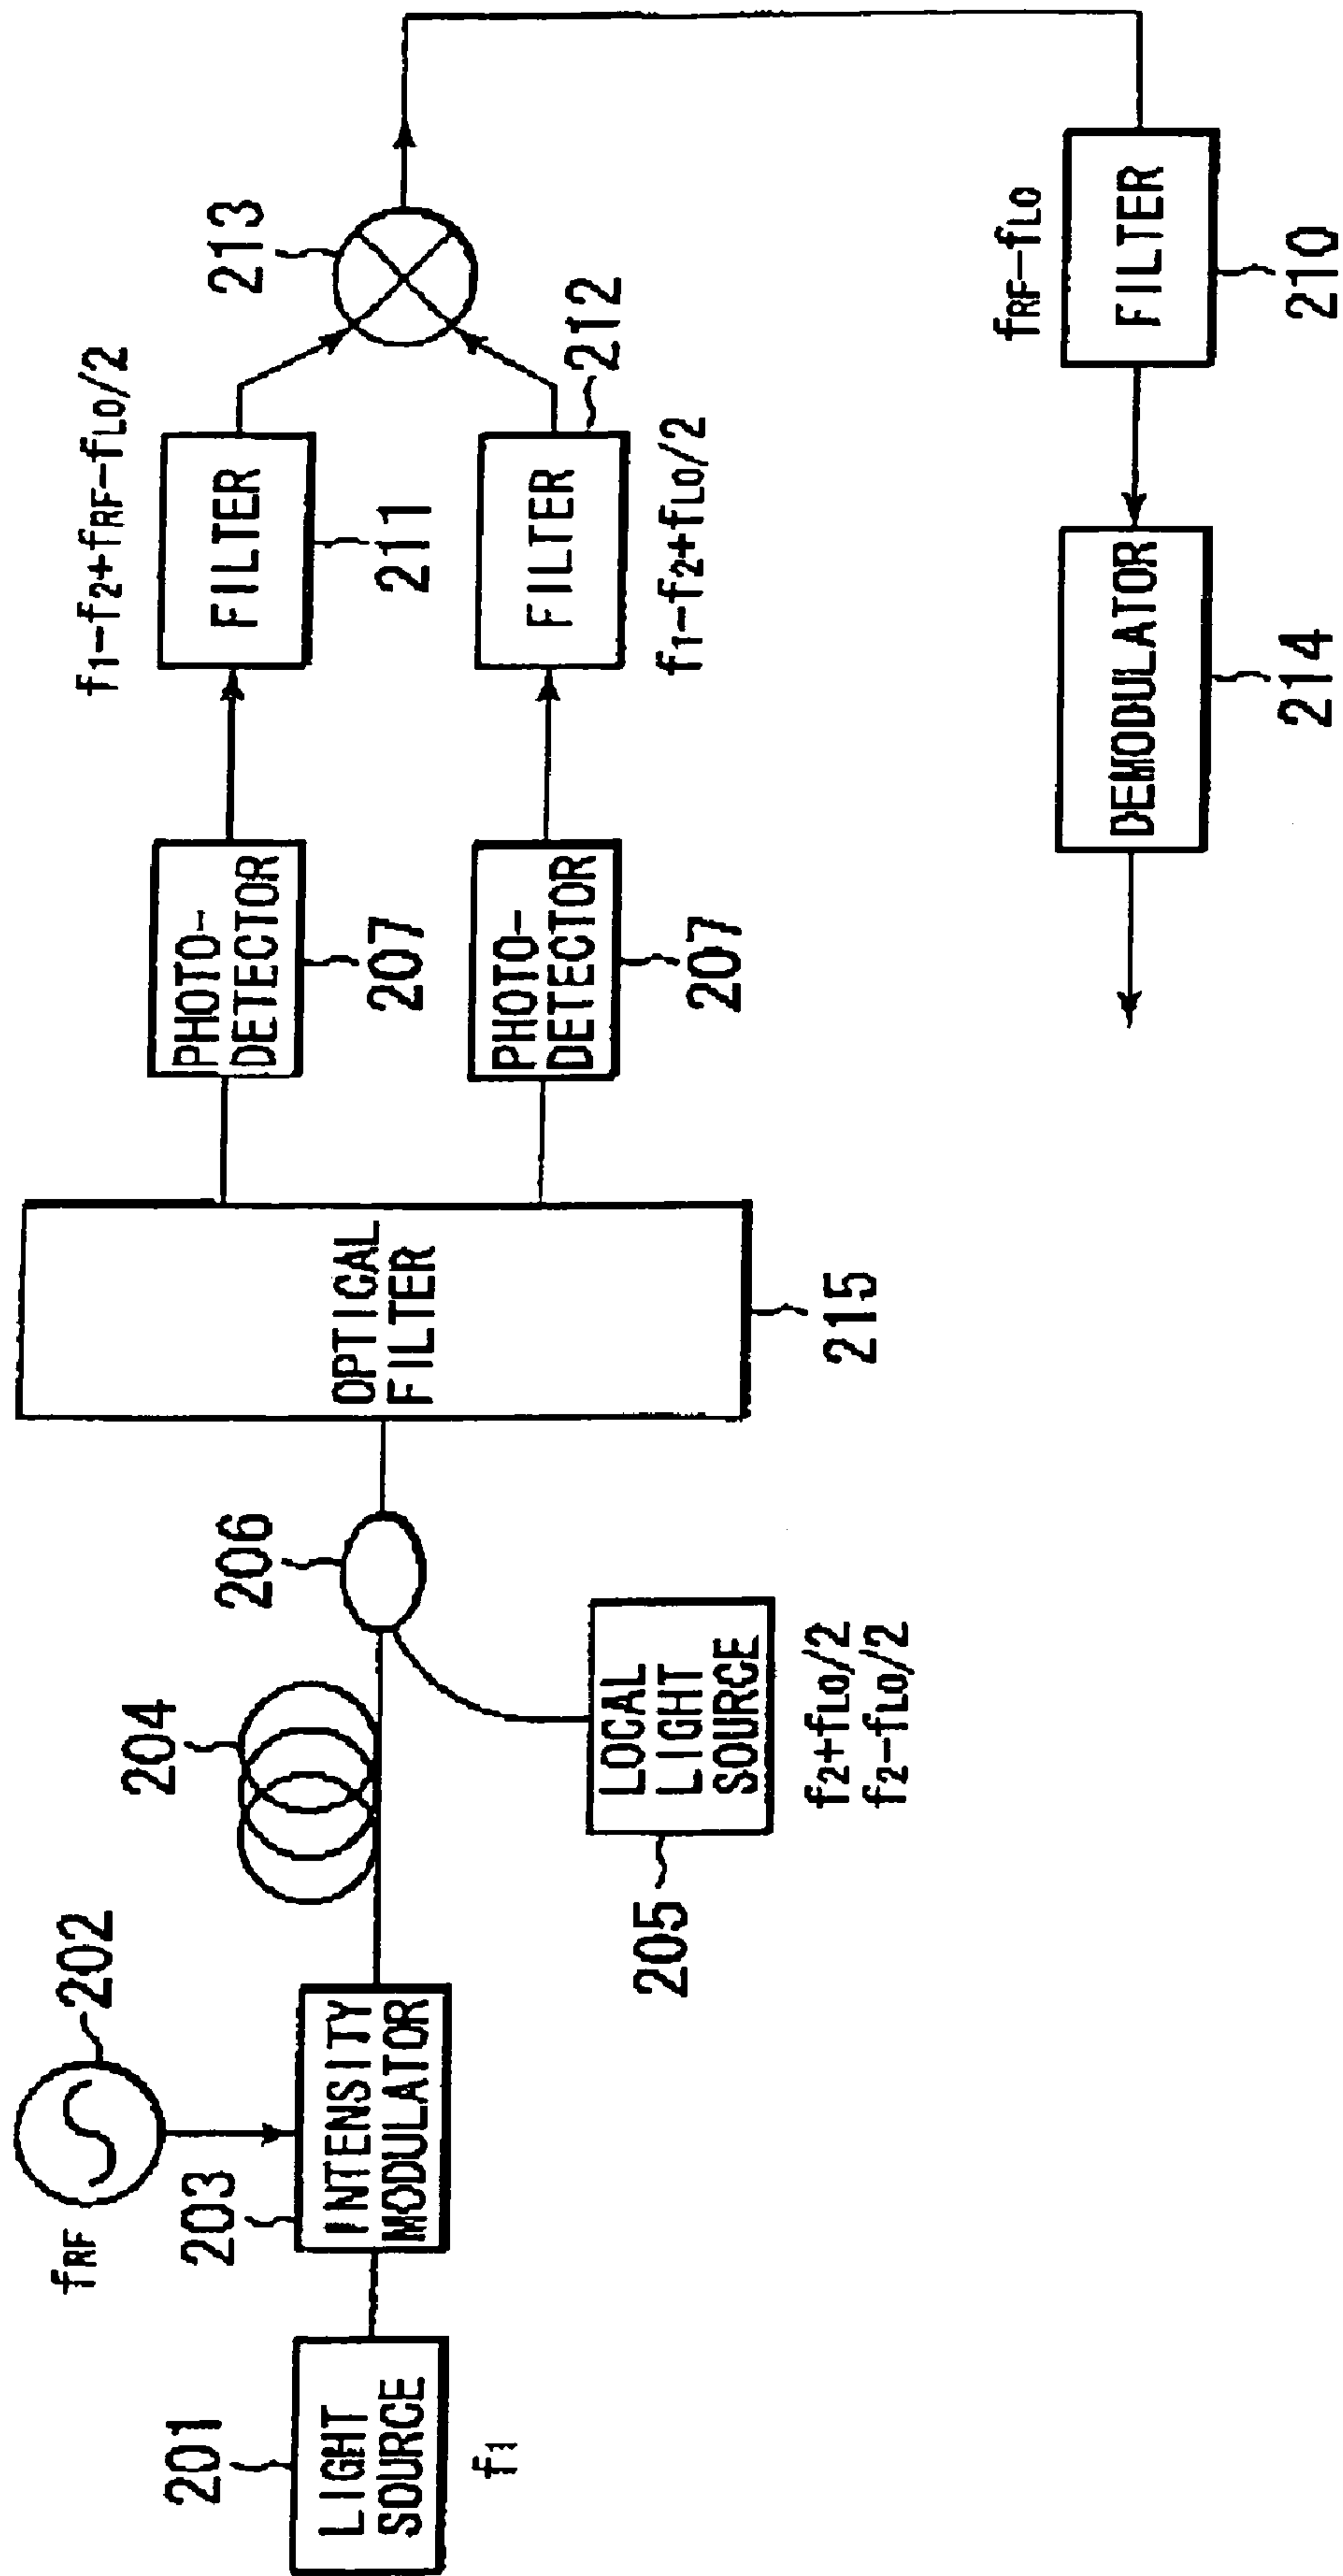 fRF
202
203
201
LIGHT
SOURCE
f1
INTENSITY
MODULATOR
204
206
205
LOCAL
LIGHT
SOURCE
f2+fLO/2
f2-fLO/2
OPTICAL
FILTER
215
PHOTO-
DETECTOR
207
PHOTO-
DETECTOR
207
f1-f2+fRF-fLO/2
FILTER
211
FILTER
212
f1-f2+fLO/2
213
fRF-fLO
FILTER
210
DEMODULATOR
214